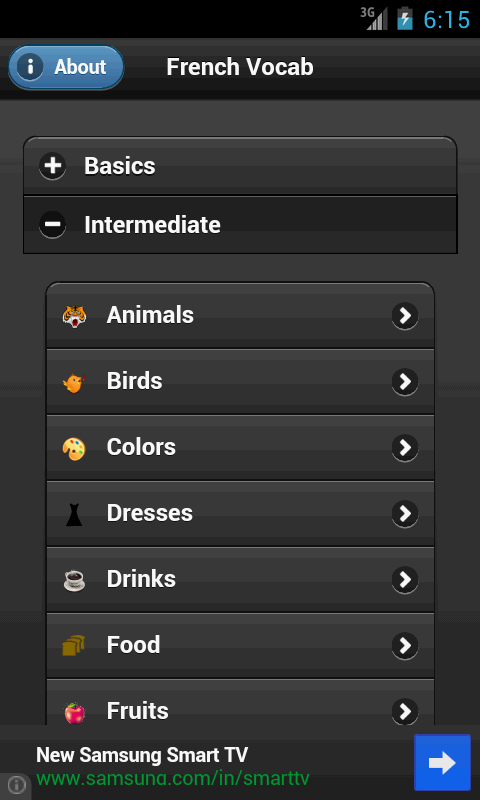 3G 6:15
About French Vocab
Basics
Intermediate
Animals
Birds
Colors
Dresses
Drinks
Food
Fruits
New Samsung Smart TV
www.samsung.com/in/smarttv